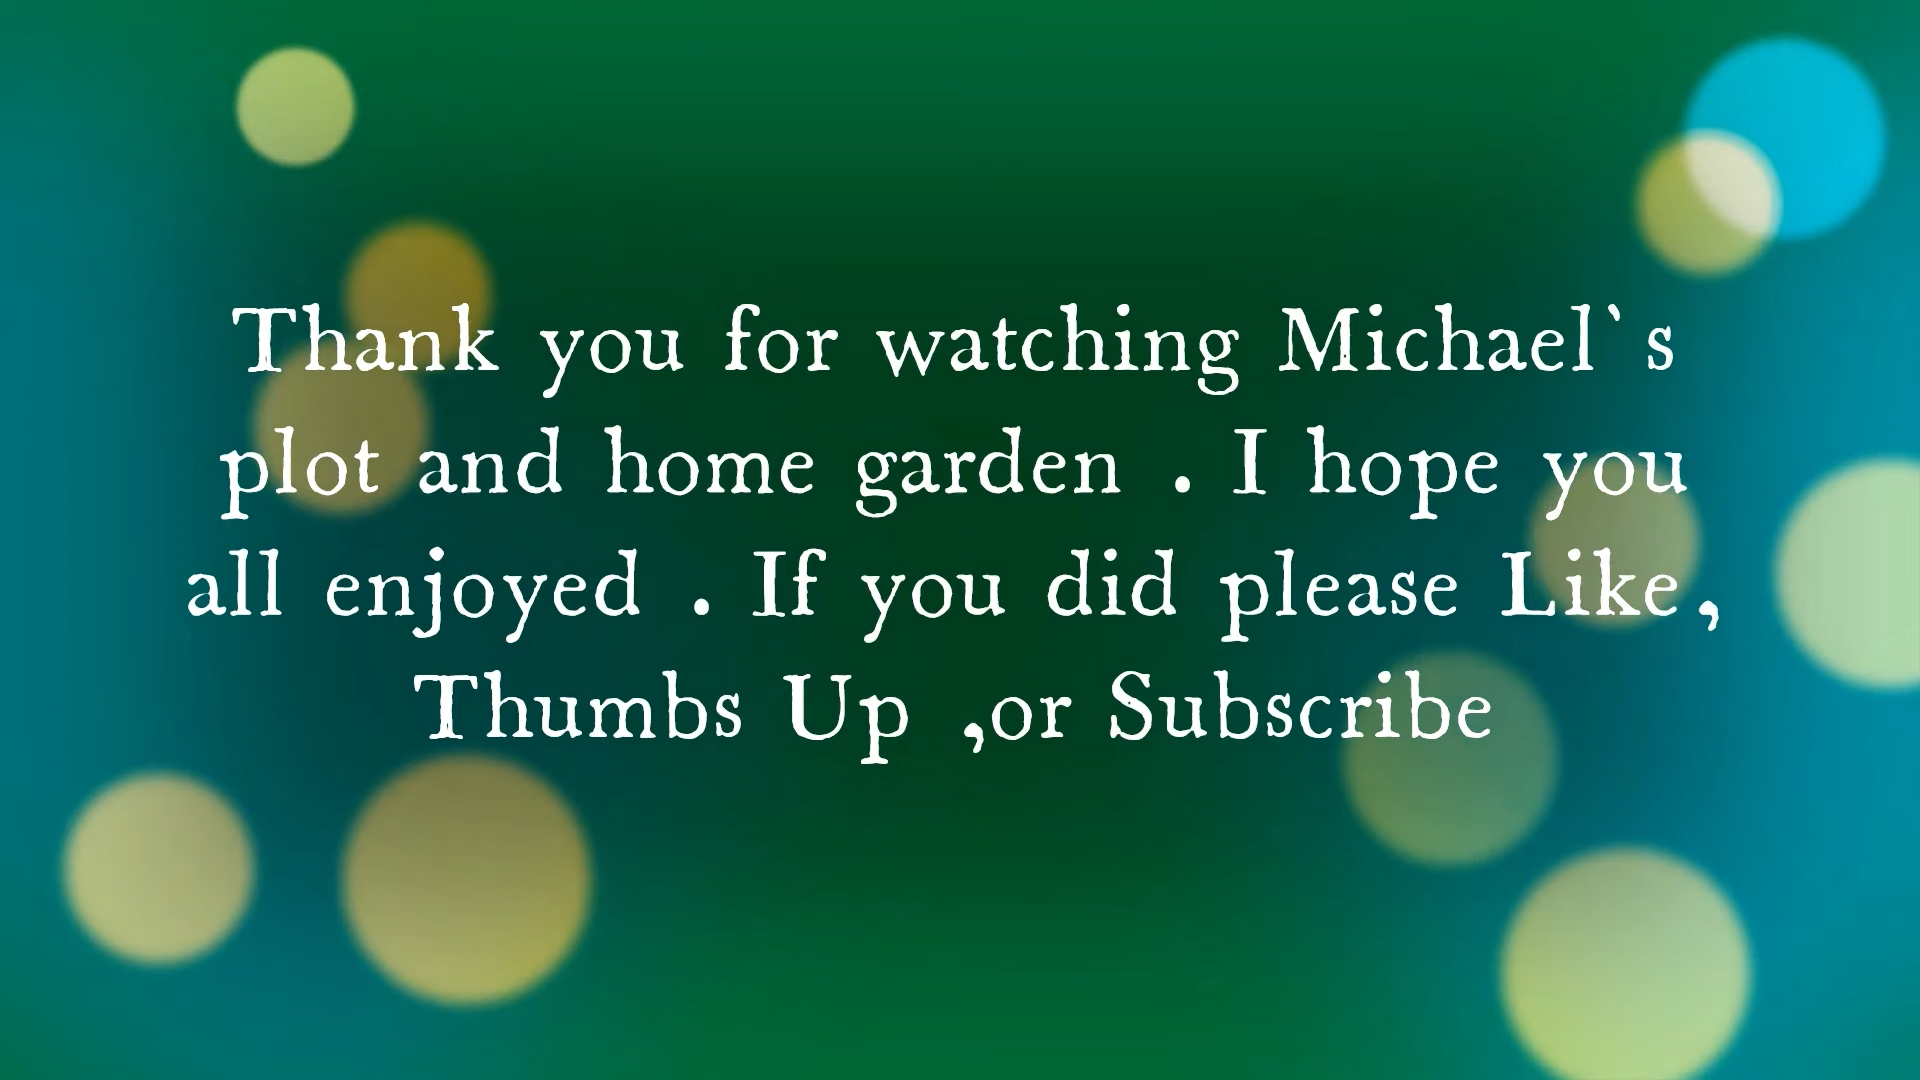 Thank you for watching Michael`s
plot and home garden . I hope you
all enjoyed . If you did please Like,
Thumbs Up ,or Subscribe